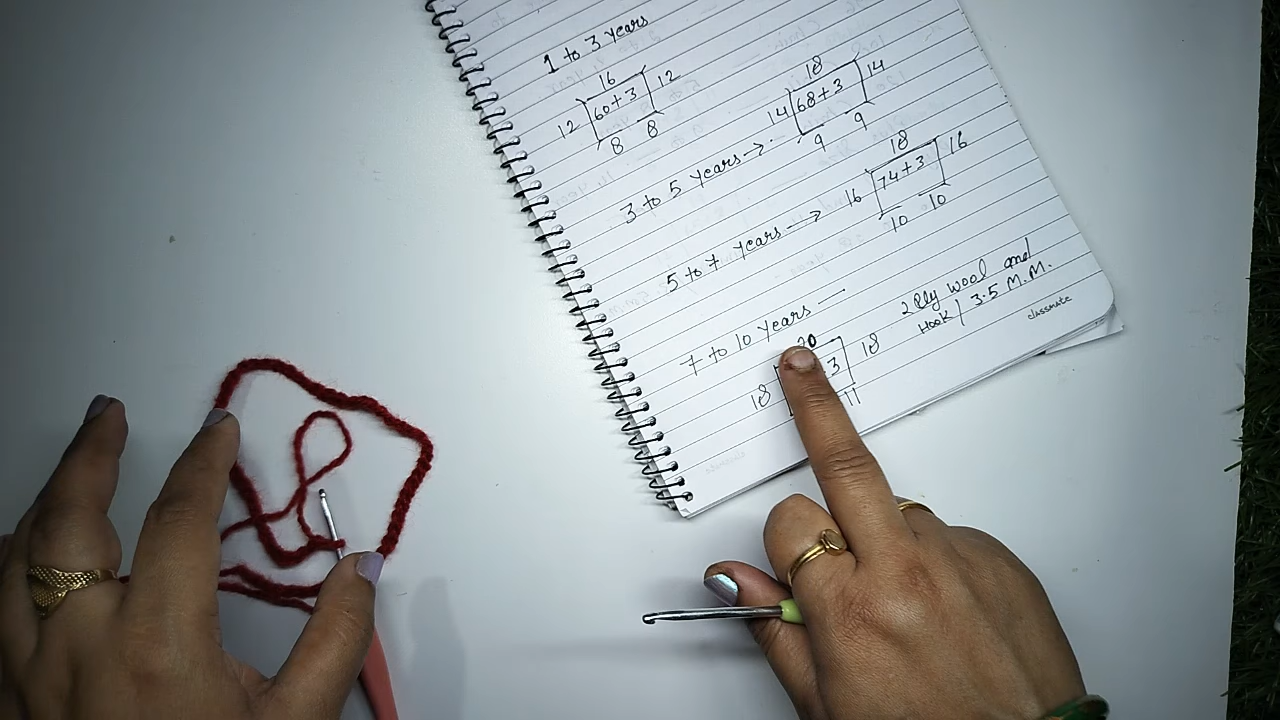 1 to 3 years
16
12 60+3 12
8 8
18
14 68+3 14
3 to 5 years →
9 9
18
16 74+3 16
5 to 7 years →
10 10
7 to 10 years —
20
18 3 18
11
2 Ply wool and
Hook / 3.5 M.M.
classmate